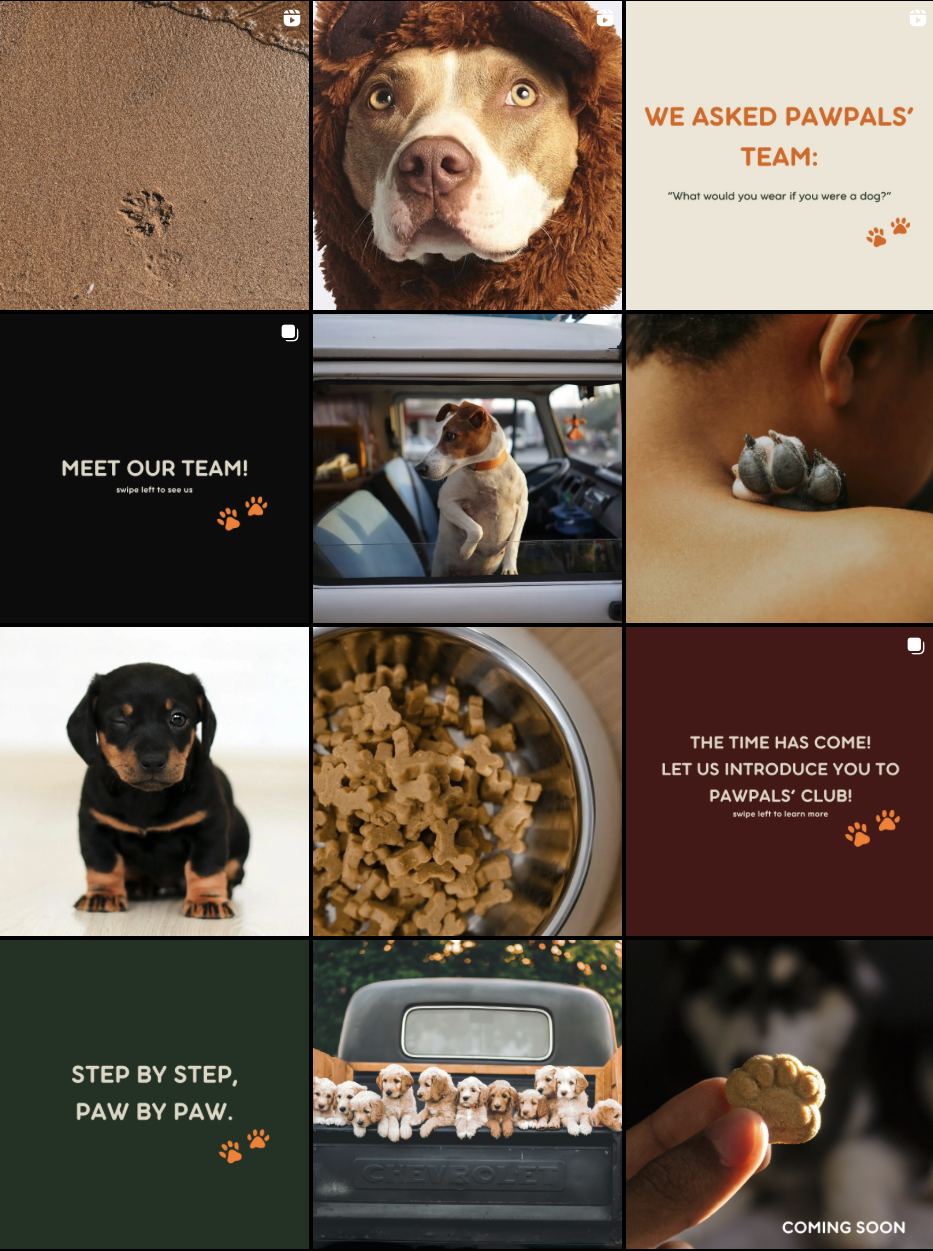 WE ASKED PAWPALS'
TEAM:
"What would you wear if you were a dog?"
MEET OUR TEAM!
swipe left to see us
THE TIME HAS COME!
LET US INTRODUCE YOU TO
PAWPALS' CLUB!
swipe left to learn more
STEP BY STEP,
PAW BY PAW.
CHEVROLET
COMING SOON